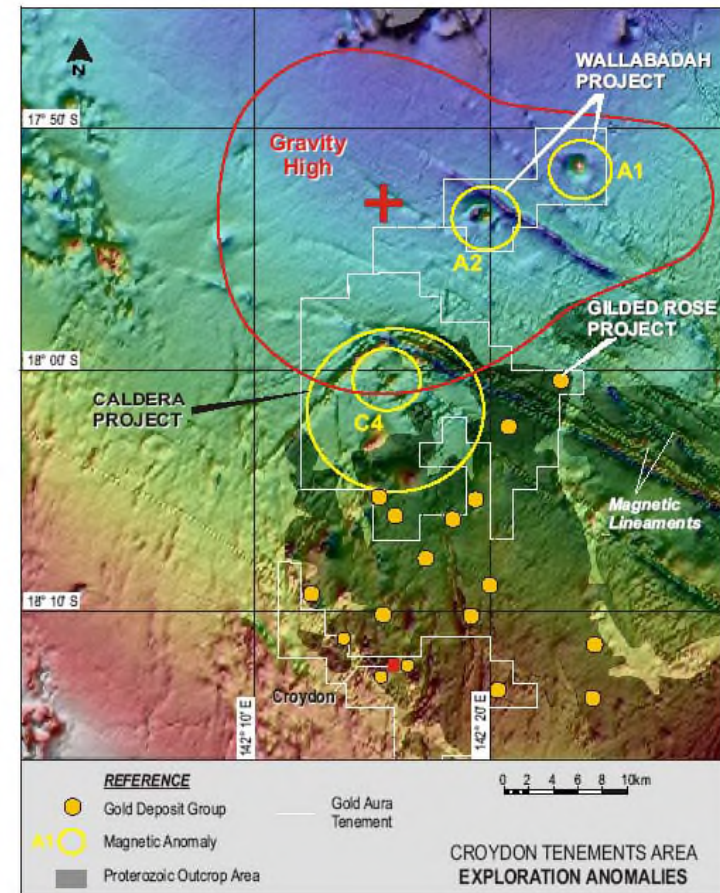 N
WALLABADAH
PROJECT
17° 50' S
Gravity
High
A1
A2
GILDED ROSE
PROJECT
18° 00' S
CALDERA
PROJECT
C4
Magnetic
Lineaments
18° 10' S
Croydon
142° 10' E
142° 20' E
REFERENCE
Gold Deposit Group
Gold Aura
Tenement
0 2 4 6 8 10km
A1
Magnetic Anomaly
Proterozoic Outcrop Area
CROYDON TENEMENTS AREA
EXPLORATION ANOMALIES